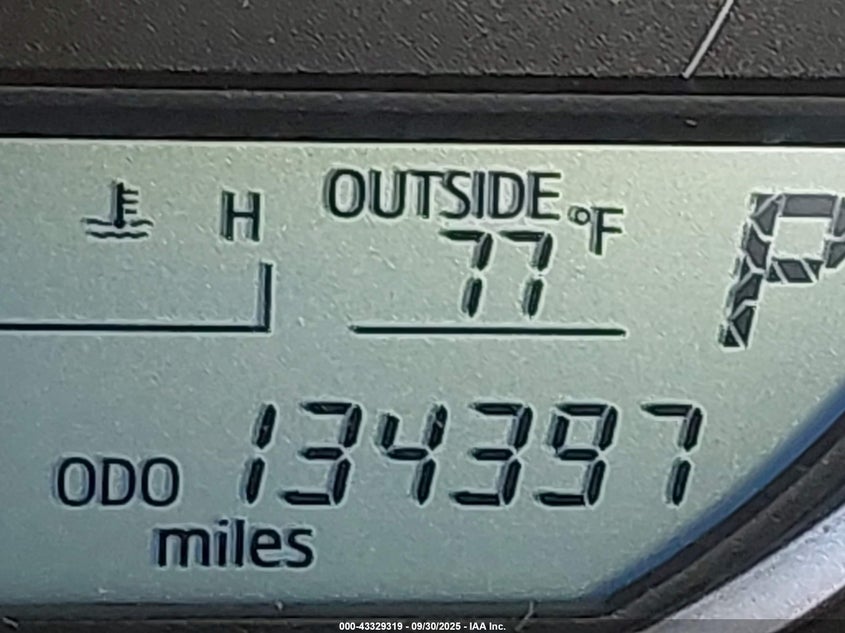 H
OUTSIDE
°F
77
P
134397
ODO
miles
000-43329319 - 09/30/2025 - IAA Inc.